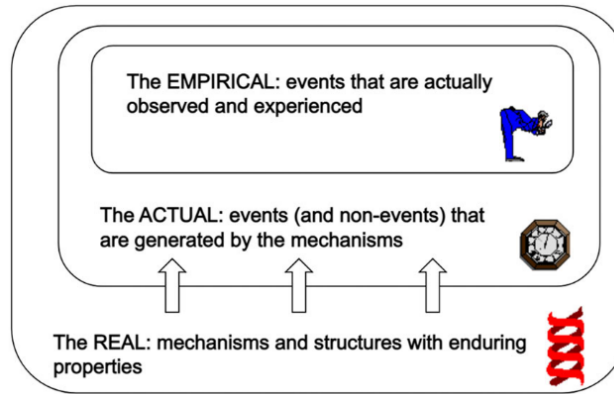 The EMPIRICAL: events that are actually
observed and experienced
The ACTUAL: events (and non-events) that
are generated by the mechanisms
The REAL: mechanisms and structures with enduring
properties